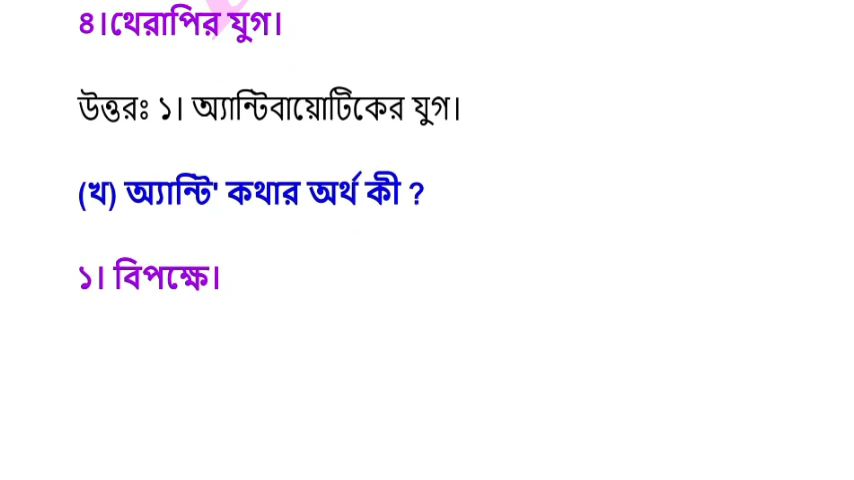 ৪।থেরাপির যুগ।
উত্তরঃ ১। অ্যান্টিবায়োটিকের যুগ।
(খ) অ্যান্টি' কথার অর্থ কী ?
১। বিপক্ষে।